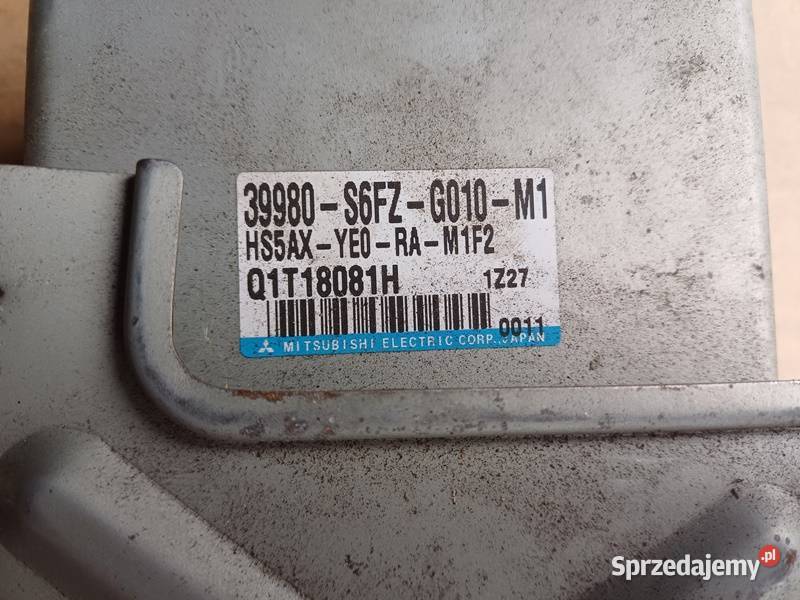 39980-S6FZ-G010-M1
HS5AX-YE0-RA-M1F2
Q1T18081H 1Z27
0011
MITSUBISHI ELECTRIC CORP. JAPAN
Sprzedajemy.pl